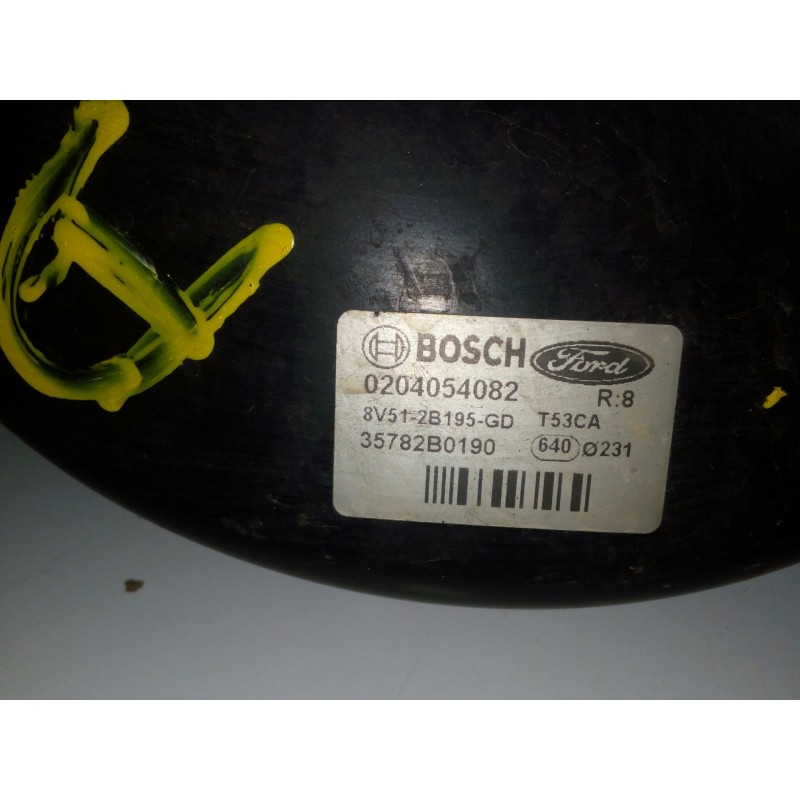 BOSCH Ford
0204054082 R:8
8V51-2B195-GD T53CA
35782B0190 640 Ø231